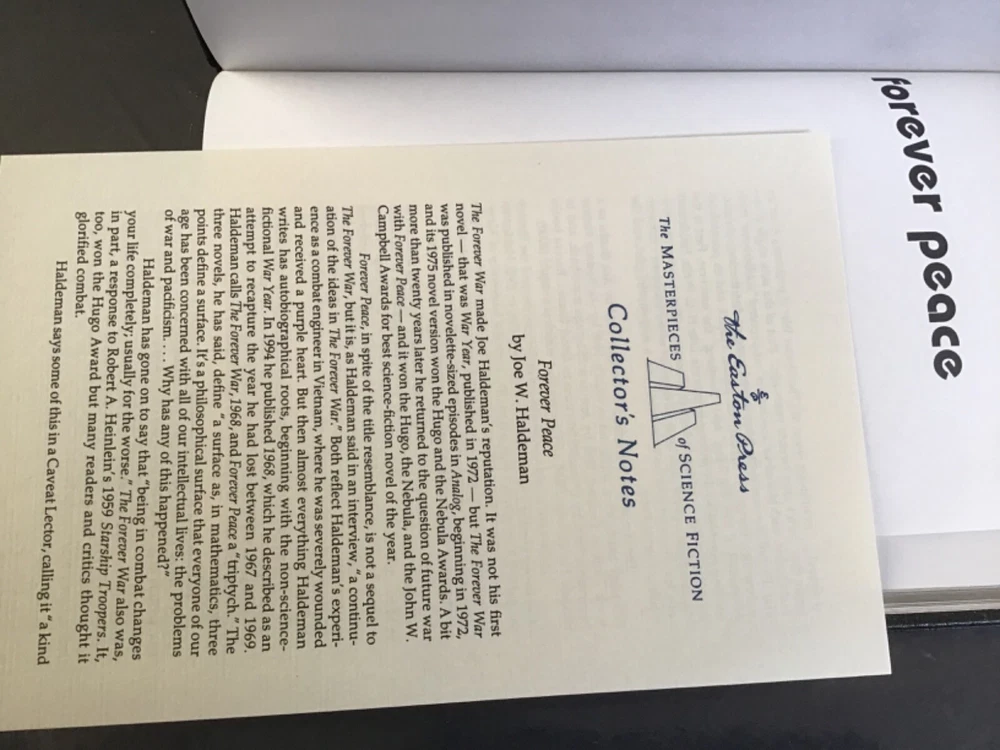 forever peace
The Easton Press
&
THE MASTERPIECES of SCIENCE FICTION
Collector's Notes
Forever Peace
by Joe W. Haldeman
The Forever War made Joe Haldeman's reputation. It was not his first
novel — that was War Year, published in 1972 — but The Forever War
was published in novelette-sized episodes in Analog, beginning in 1972,
and its 1975 novel version won the Hugo and the Nebula Awards. A bit
more than twenty years later he returned to the question of future war
with Forever Peace — and it won the Hugo, the Nebula, and the John W.
Campbell Awards for best science-fiction novel of the year.
Forever Peace, in spite of the title resemblance, is not a sequel to
The Forever War, but it is, as Haldeman said in an interview, "a continu-
ation of the ideas in The Forever War." Both reflect Haldeman's experi-
ence as a combat engineer in Vietnam, where he was severely wounded
and received a purple heart. But then almost everything Haldeman
writes has autobiographical roots, beginning with the non-science-
fictional War Year. In 1994 he published 1968, which he described as an
attempt to recapture the year he had lost between 1967 and 1969.
Haldeman calls The Forever War, 1968, and Forever Peace a "triptych." The
three novels, he has said, define "a surface as, in mathematics, three
points define a surface. It's a philosophical surface that everyone of our
age has been concerned with all of our intellectual lives: the problems
of war and pacificism. . . . Why has any of this happened?"
Haldeman has gone on to say that "being in combat changes
your life completely; usually for the worse." The Forever War also was,
in part, a response to Robert A. Heinlein's 1959 Starship Troopers. It,
too, won the Hugo Award but many readers and critics thought it
glorified combat.
Haldeman says some of this in a Caveat Lector, calling it "a kind